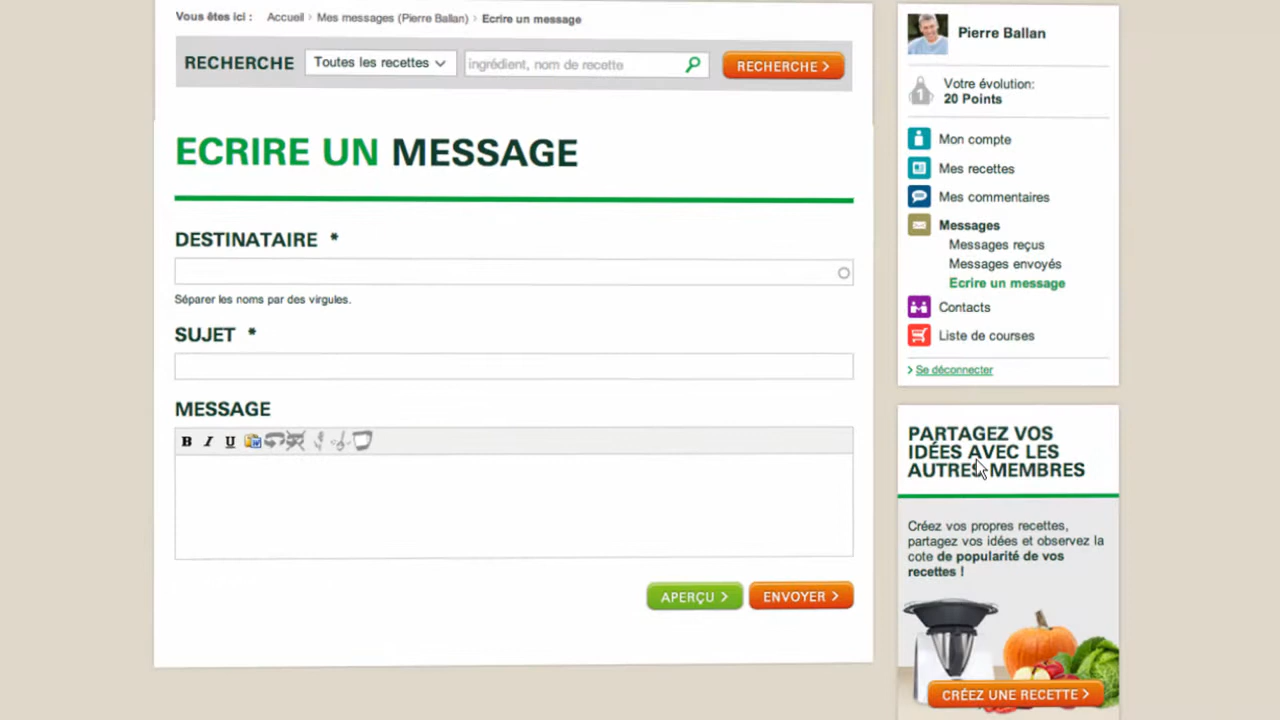 Vous êtes ici : Accueil > Mes messages (Pierre Ballan) > Ecrire un message
RECHERCHE Toutes les recettes ingrédient, nom de recette RECHERCHE >
ECRIRE UN MESSAGE
DESTINATAIRE *
Séparer les noms par des virgules.
SUJET *
MESSAGE
B I U
APERÇU > ENVOYER >
Pierre Ballan
1
Votre évolution:
20 Points
Mon compte
Mes recettes
Mes commentaires
Messages
Messages reçus
Messages envoyés
Ecrire un message
Contacts
Liste de courses
> Se déconnecter
PARTAGEZ VOS
IDÉES AVEC LES
AUTRES MEMBRES
Créez vos propres recettes,
partagez vos idées et observez la
cote de popularité de vos
recettes !
CRÉEZ UNE RECETTE >